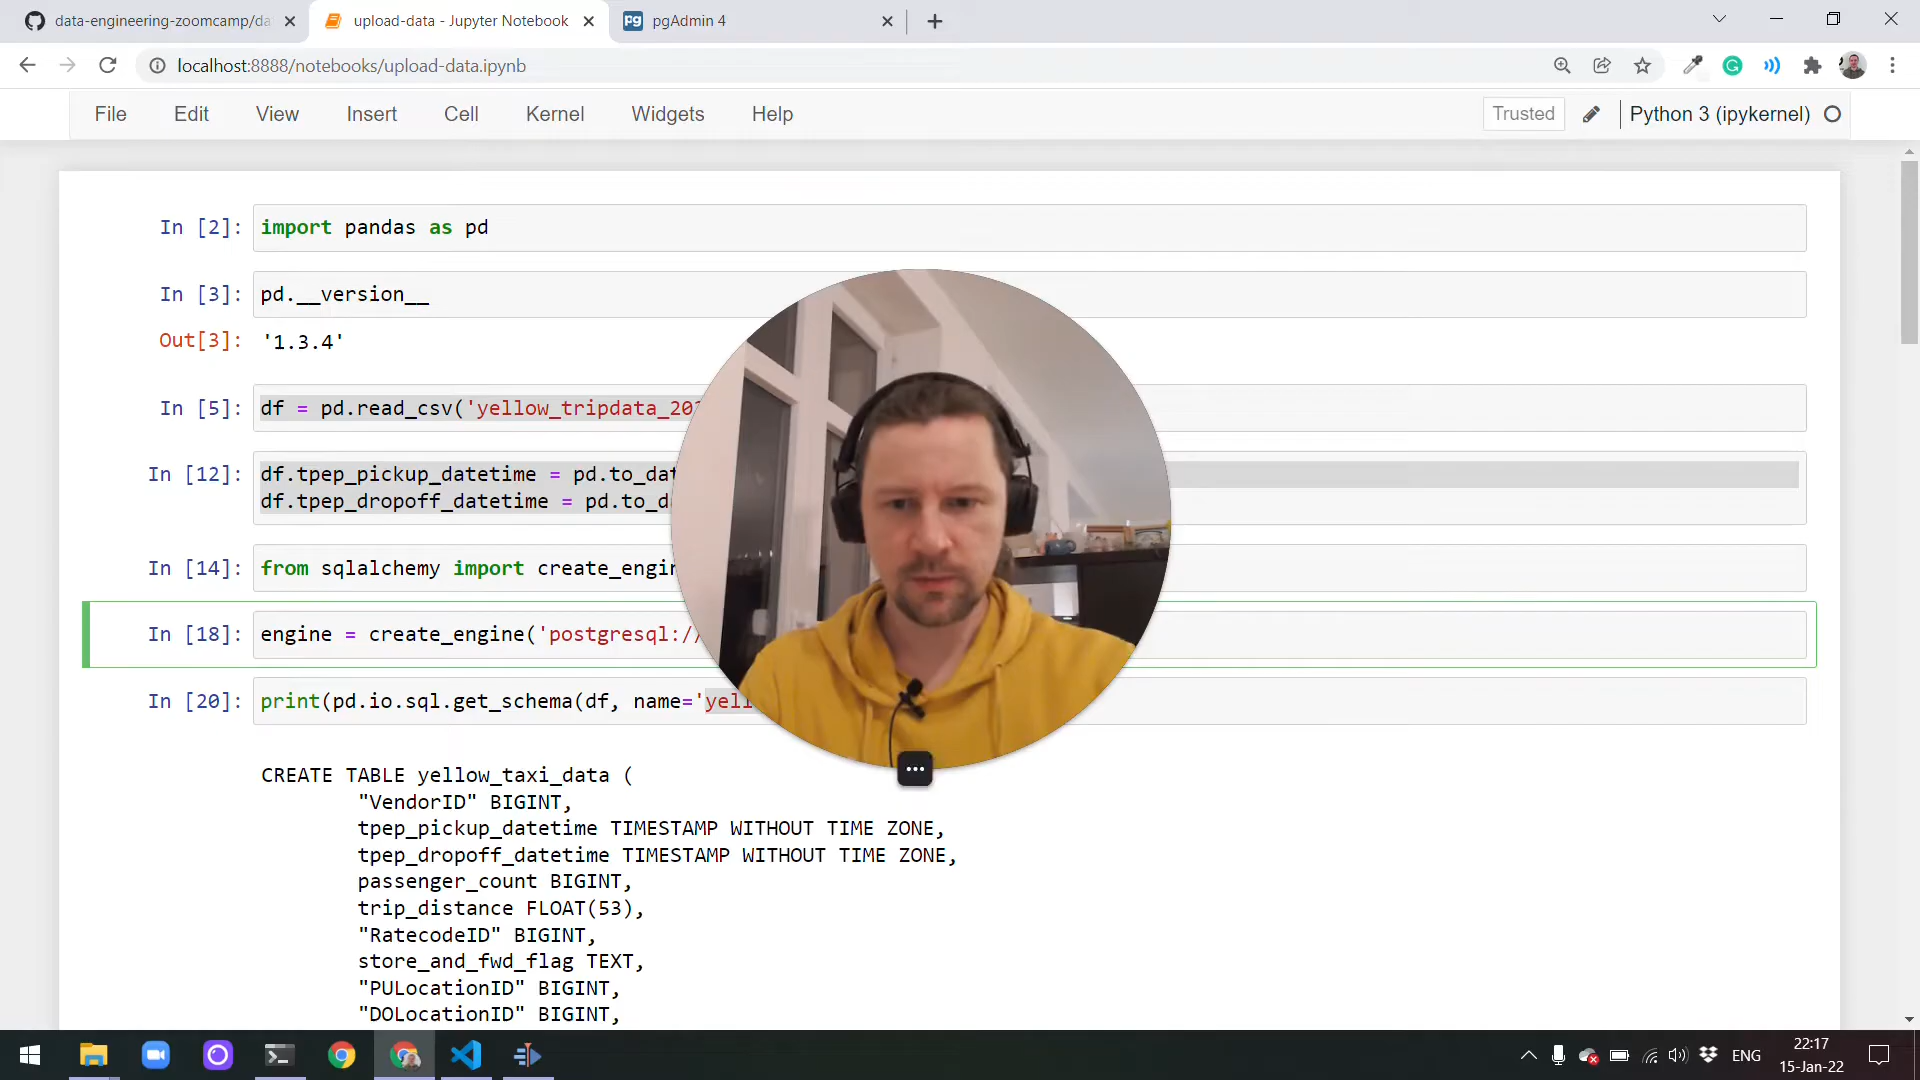 data-engineering-zoomcamp/da
upload-data - Jupyter Notebook
pgAdmin 4
localhost:8888/notebooks/upload-data.ipynb
File Edit View Insert Cell Kernel Widgets Help
Trusted
Python 3 (ipykernel)
In [2]: import pandas as pd
In [3]: pd.__version__
Out[3]: '1.3.4'
In [5]: df = pd.read_csv('yellow_tripdata_202
In [12]: df.tpep_pickup_datetime = pd.to_dat
df.tpep_dropoff_datetime = pd.to_da
In [14]: from sqlalchemy import create_engin
In [18]: engine = create_engine('postgresql://
In [20]: print(pd.io.sql.get_schema(df, name='yell
CREATE TABLE yellow_taxi_data (
"VendorID" BIGINT,
tpep_pickup_datetime TIMESTAMP WITHOUT TIME ZONE,
tpep_dropoff_datetime TIMESTAMP WITHOUT TIME ZONE,
passenger_count BIGINT,
trip_distance FLOAT(53),
"RatecodeID" BIGINT,
store_and_fwd_flag TEXT,
"PULocationID" BIGINT,
"DOLocationID" BIGINT,
ENG
22:17
15-Jan-22